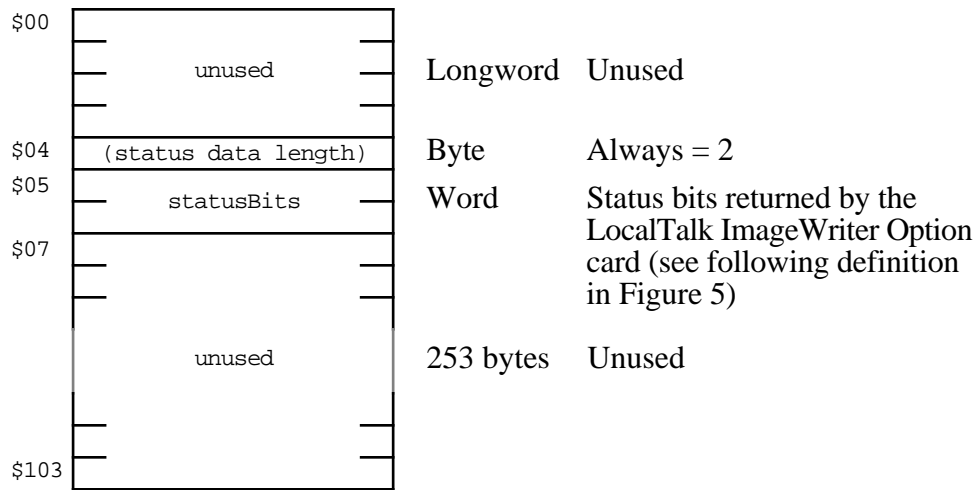 $00
unused Longword Unused
$04 (status data length) Byte Always = 2
$05 statusBits Word Status bits returned by the
LocalTalk ImageWriter Option
$07 card (see following definition
in Figure 5)
unused 253 bytes Unused
$103